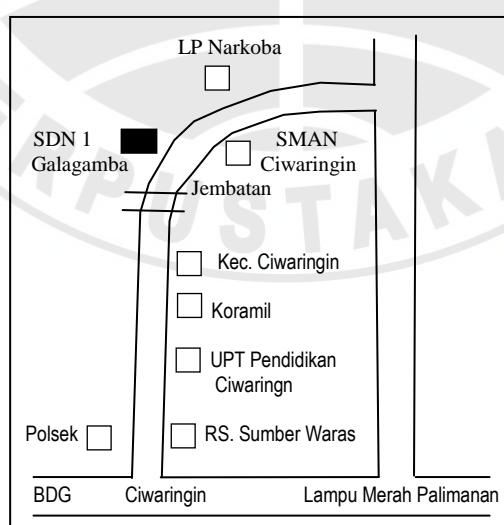 LP Narkoba
SDN 1
Galagamba
SMAN
Ciwaringin
Jembatan
Kec. Ciwaringin
Koramil
UPT Pendidikan
Ciwaringn
Polsek
RS. Sumber Waras
BDG
Ciwaringin
Lampu Merah Palimanan
ERPUSTAK